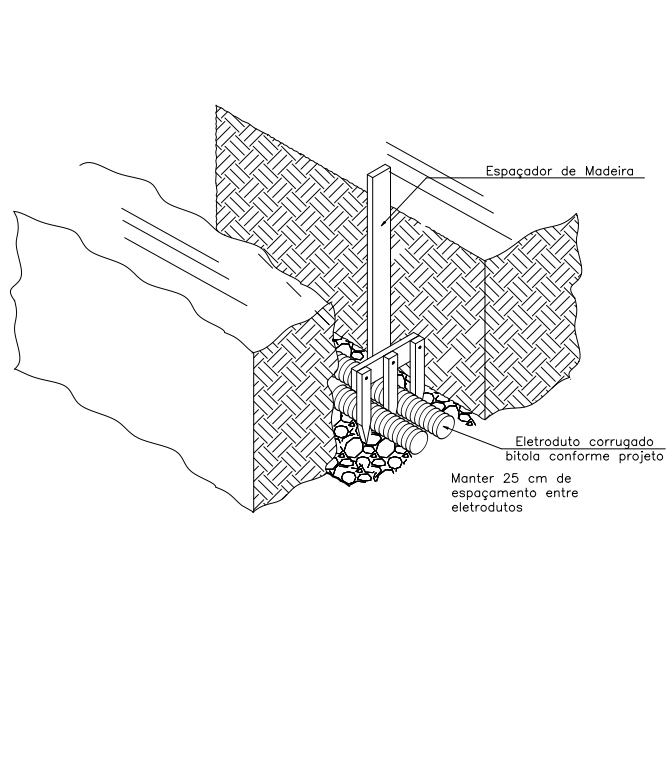 Espaçador de Madeira
Eletroduto corrugado
bitola conforme projeto
Manter 25 cm de
espaçamento entre
eletrodutos